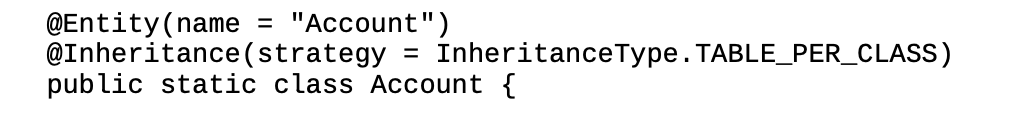 @Entity(name = "Account")
@Inheritance(strategy = InheritanceType.TABLE_PER_CLASS)
public static class Account {